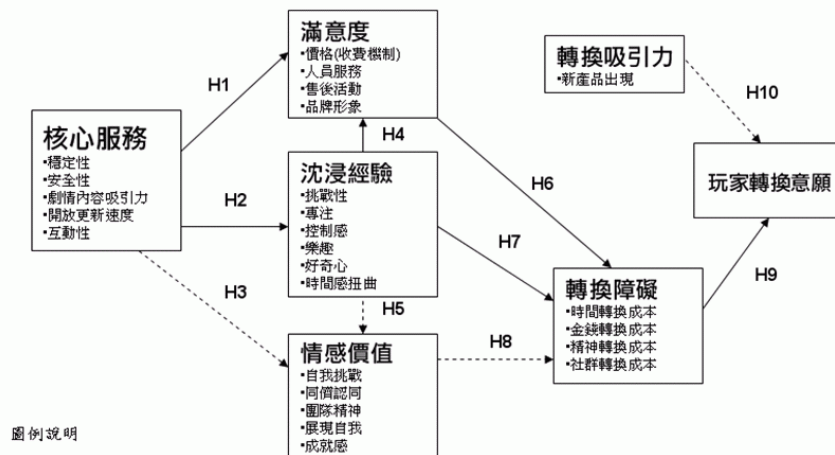 滿意度
▪價格(收費機制)
▪人員服務
▪售後活動
▪品牌形象
轉換吸引力
▪新產品出現
H1
H10
核心服務
▪穩定性
▪安全性
▪劇情內容吸引力
▪開放更新速度
▪互動性
H4
沈浸經驗
▪挑戰性
▪專注
▪控制感
▪樂趣
▪好奇心
▪時間感扭曲
H2
H6
玩家轉換意願
H7
H3
H5
轉換障礙
▪時間轉換成本
▪金錢轉換成本
▪精神轉換成本
▪社群轉換成本
H9
情感價值
▪自我挑戰
▪同儕認同
▪團隊精神
▪展現自我
▪成就感
H8
圖例說明